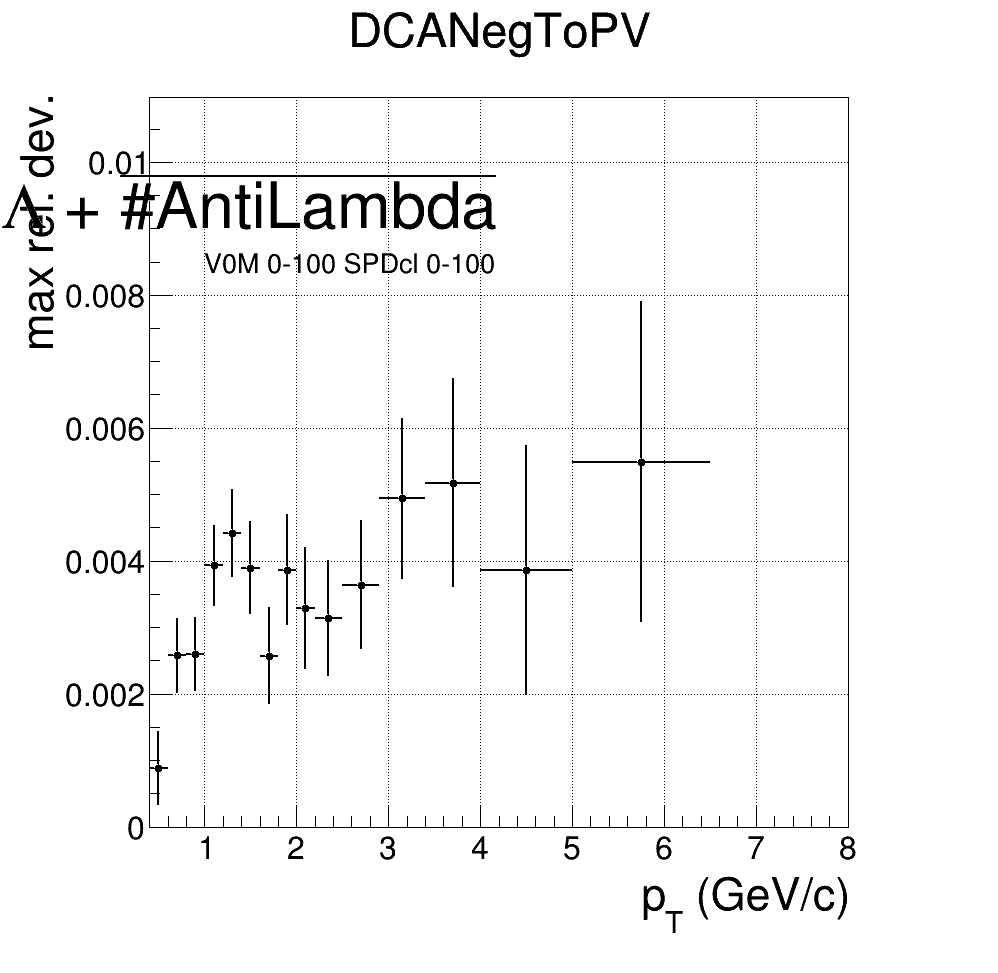 DCANegToPV
max rel. dev.
0.01
Λ + #AntiLambda
V0M 0-100 SPDcl 0-100
0.008
0.006
0.004
0.002
0
1 2 3 4 5 6 7 8
p_T (GeV/c)